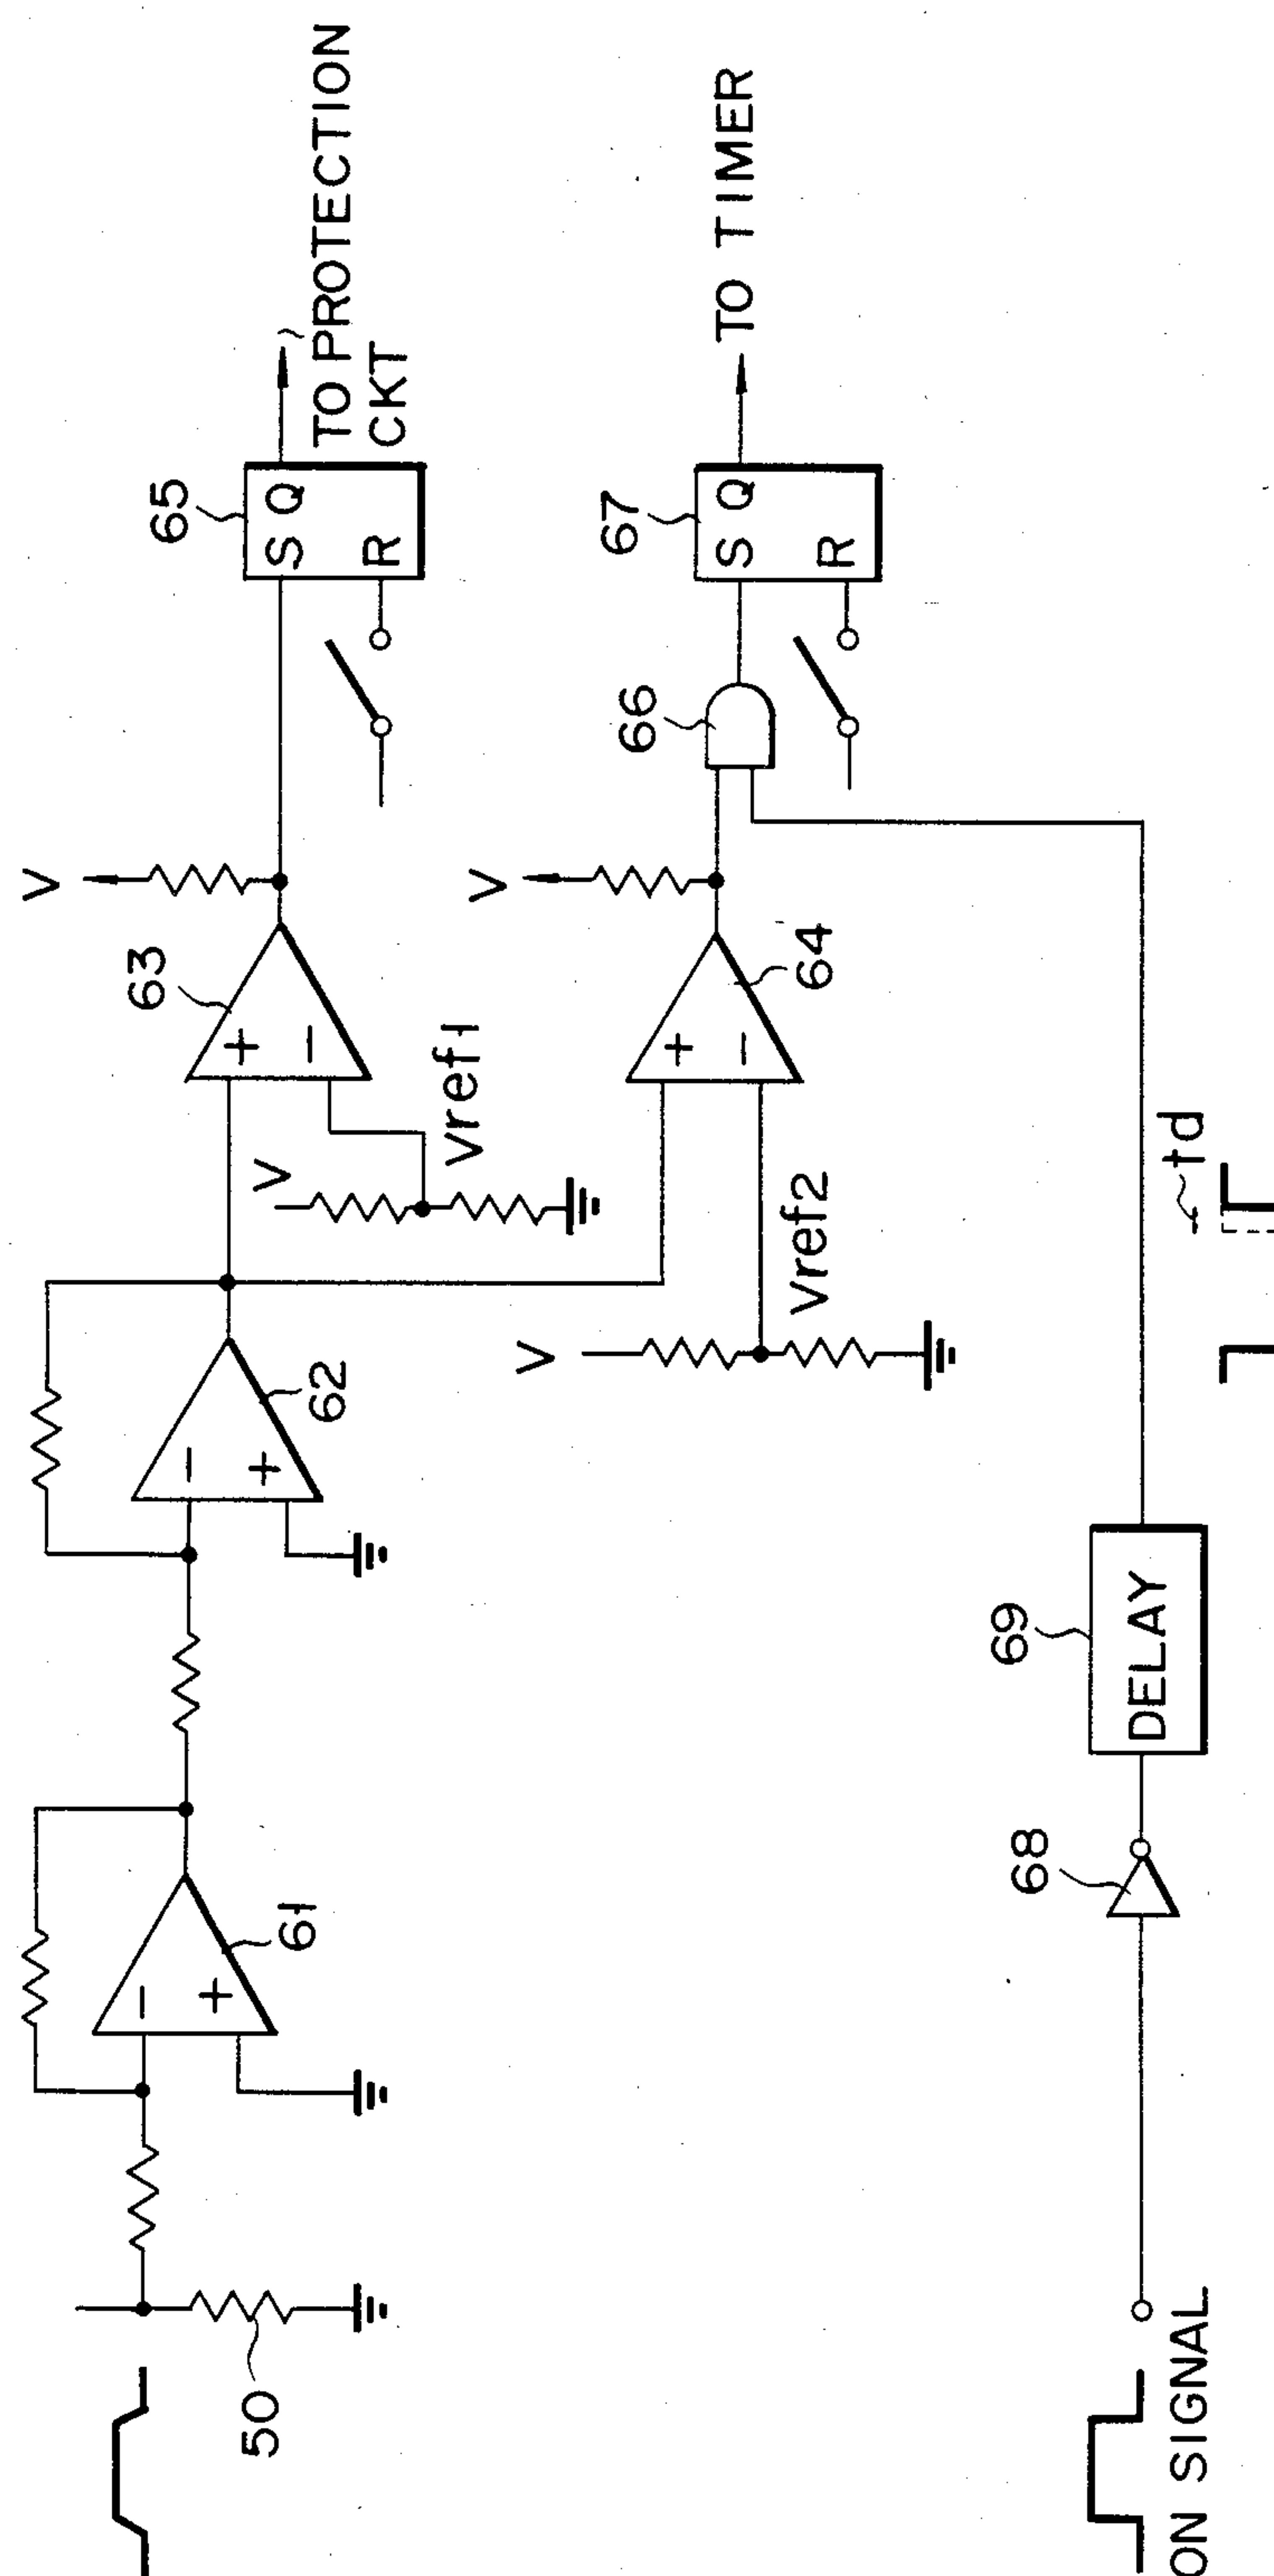 50
61
62
V
Vref1
63
+
−
V
65
S Q
R
TO PROTECTION
CKT
−
+
−
+
V
Vref2
64
+
−
V
66
67
S Q
R
TO TIMER
ON SIGNAL
68
69
DELAY
td